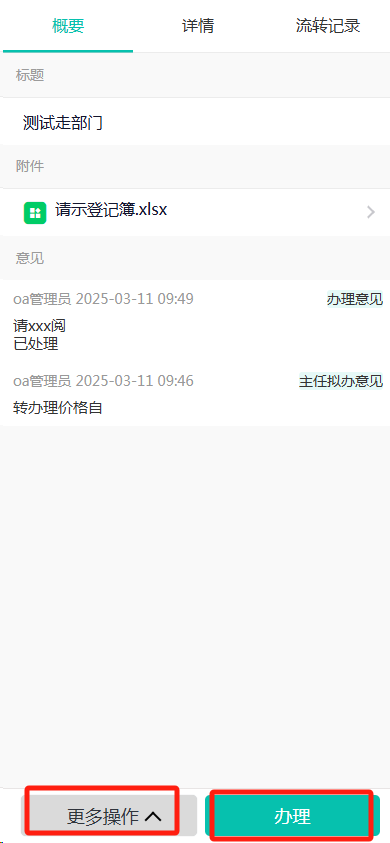 概要 详情 流转记录
标题
测试走部门
附件
请示登记簿.xlsx
意见
oa管理员 2025-03-11 09:49 办理意见
请xxx阅
已处理
oa管理员 2025-03-11 09:46 主任拟办意见
转办理价格自
更多操作 办理